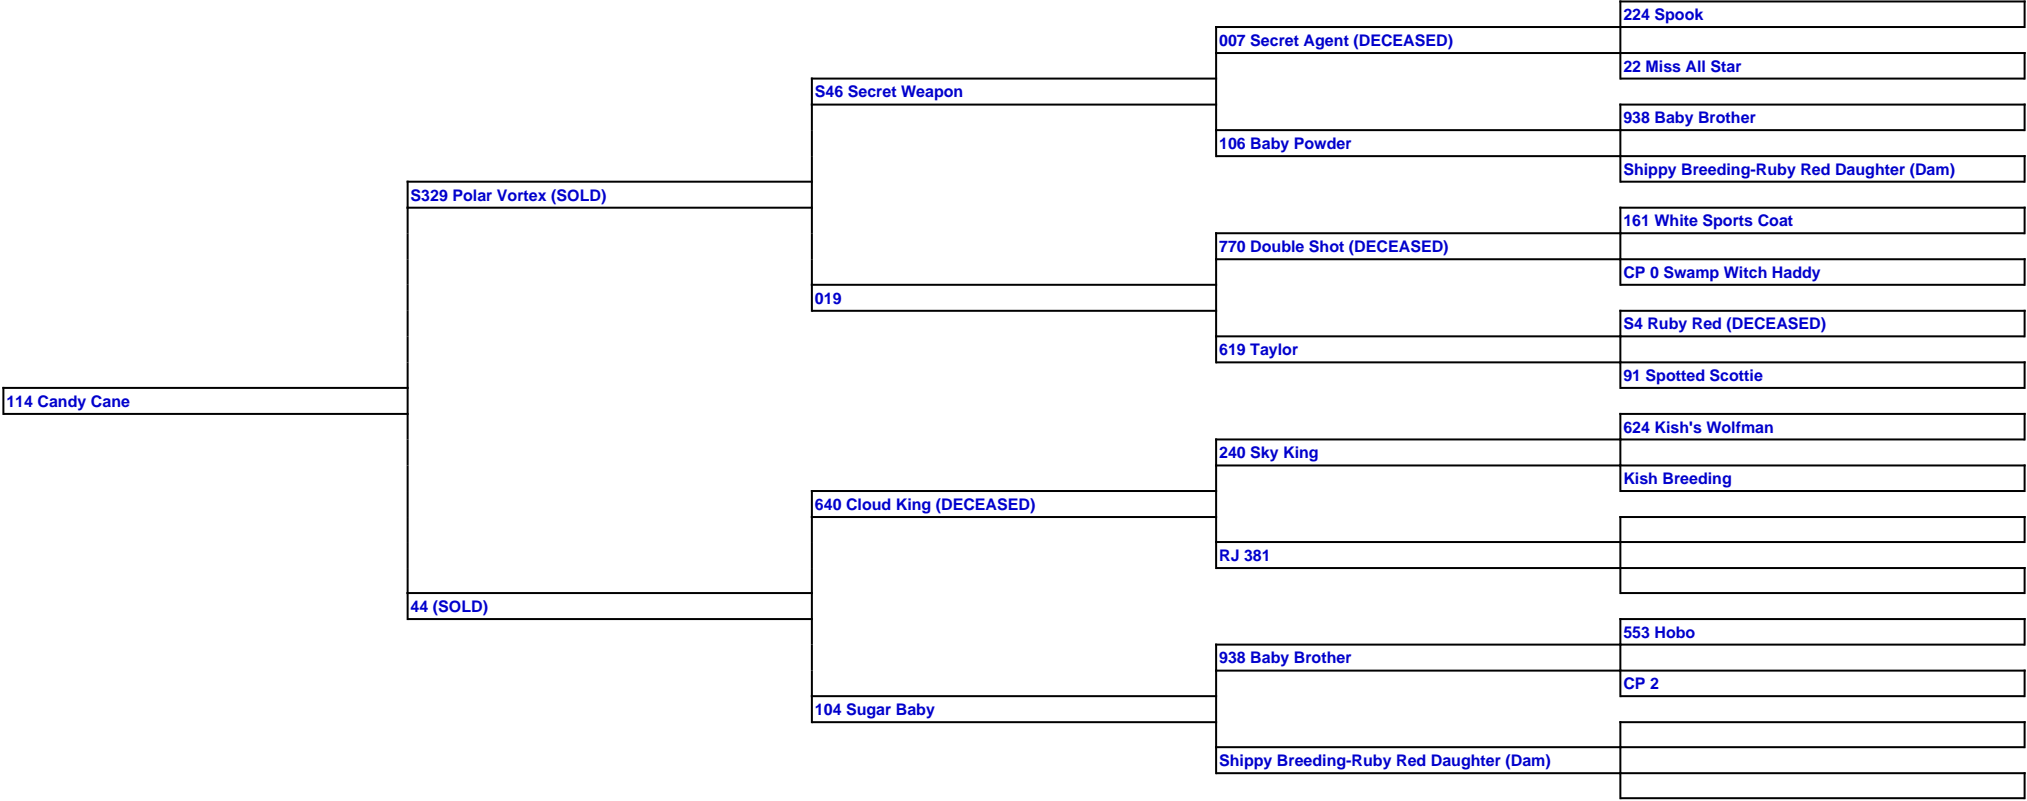 224 Spook
007 Secret Agent (DECEASED)
22 Miss All Star
S46 Secret Weapon
938 Baby Brother
106 Baby Powder
Shippy Breeding-Ruby Red Daughter (Dam)
S329 Polar Vortex (SOLD)
161 White Sports Coat
770 Double Shot (DECEASED)
CP 0 Swamp Witch Haddy
019
S4 Ruby Red (DECEASED)
619 Taylor
91 Spotted Scottie
114 Candy Cane
624 Kish's Wolfman
240 Sky King
Kish Breeding
640 Cloud King (DECEASED)
RJ 381
44 (SOLD)
553 Hobo
938 Baby Brother
CP 2
104 Sugar Baby
Shippy Breeding-Ruby Red Daughter (Dam)